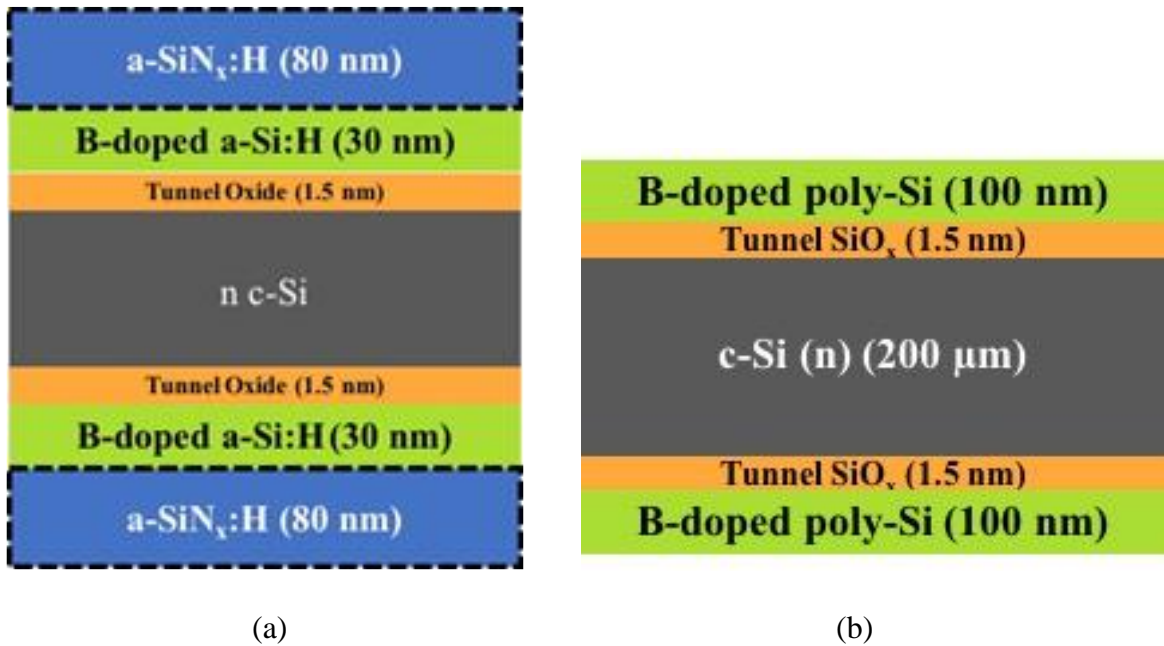 a-SiNₓ:H (80 nm)
B-doped a-Si:H (30 nm)
Tunnel Oxide (1.5 nm)
n c-Si
Tunnel Oxide (1.5 nm)
B-doped a-Si:H (30 nm)
a-SiNₓ:H (80 nm)
(a)
B-doped poly-Si (100 nm)
Tunnel SiOₓ (1.5 nm)
c-Si (n) (200 µm)
Tunnel SiOₓ (1.5 nm)
B-doped poly-Si (100 nm)
(b)